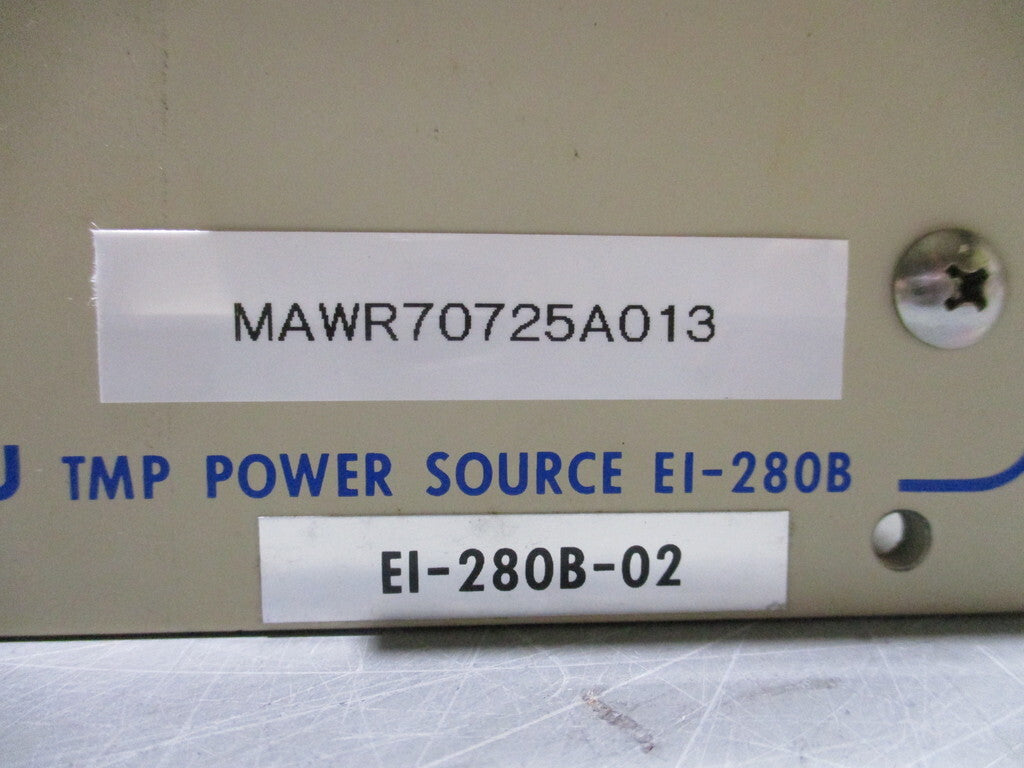 MAWR70725A013
U TMP POWER SOURCE EI-280B
EI-280B-02